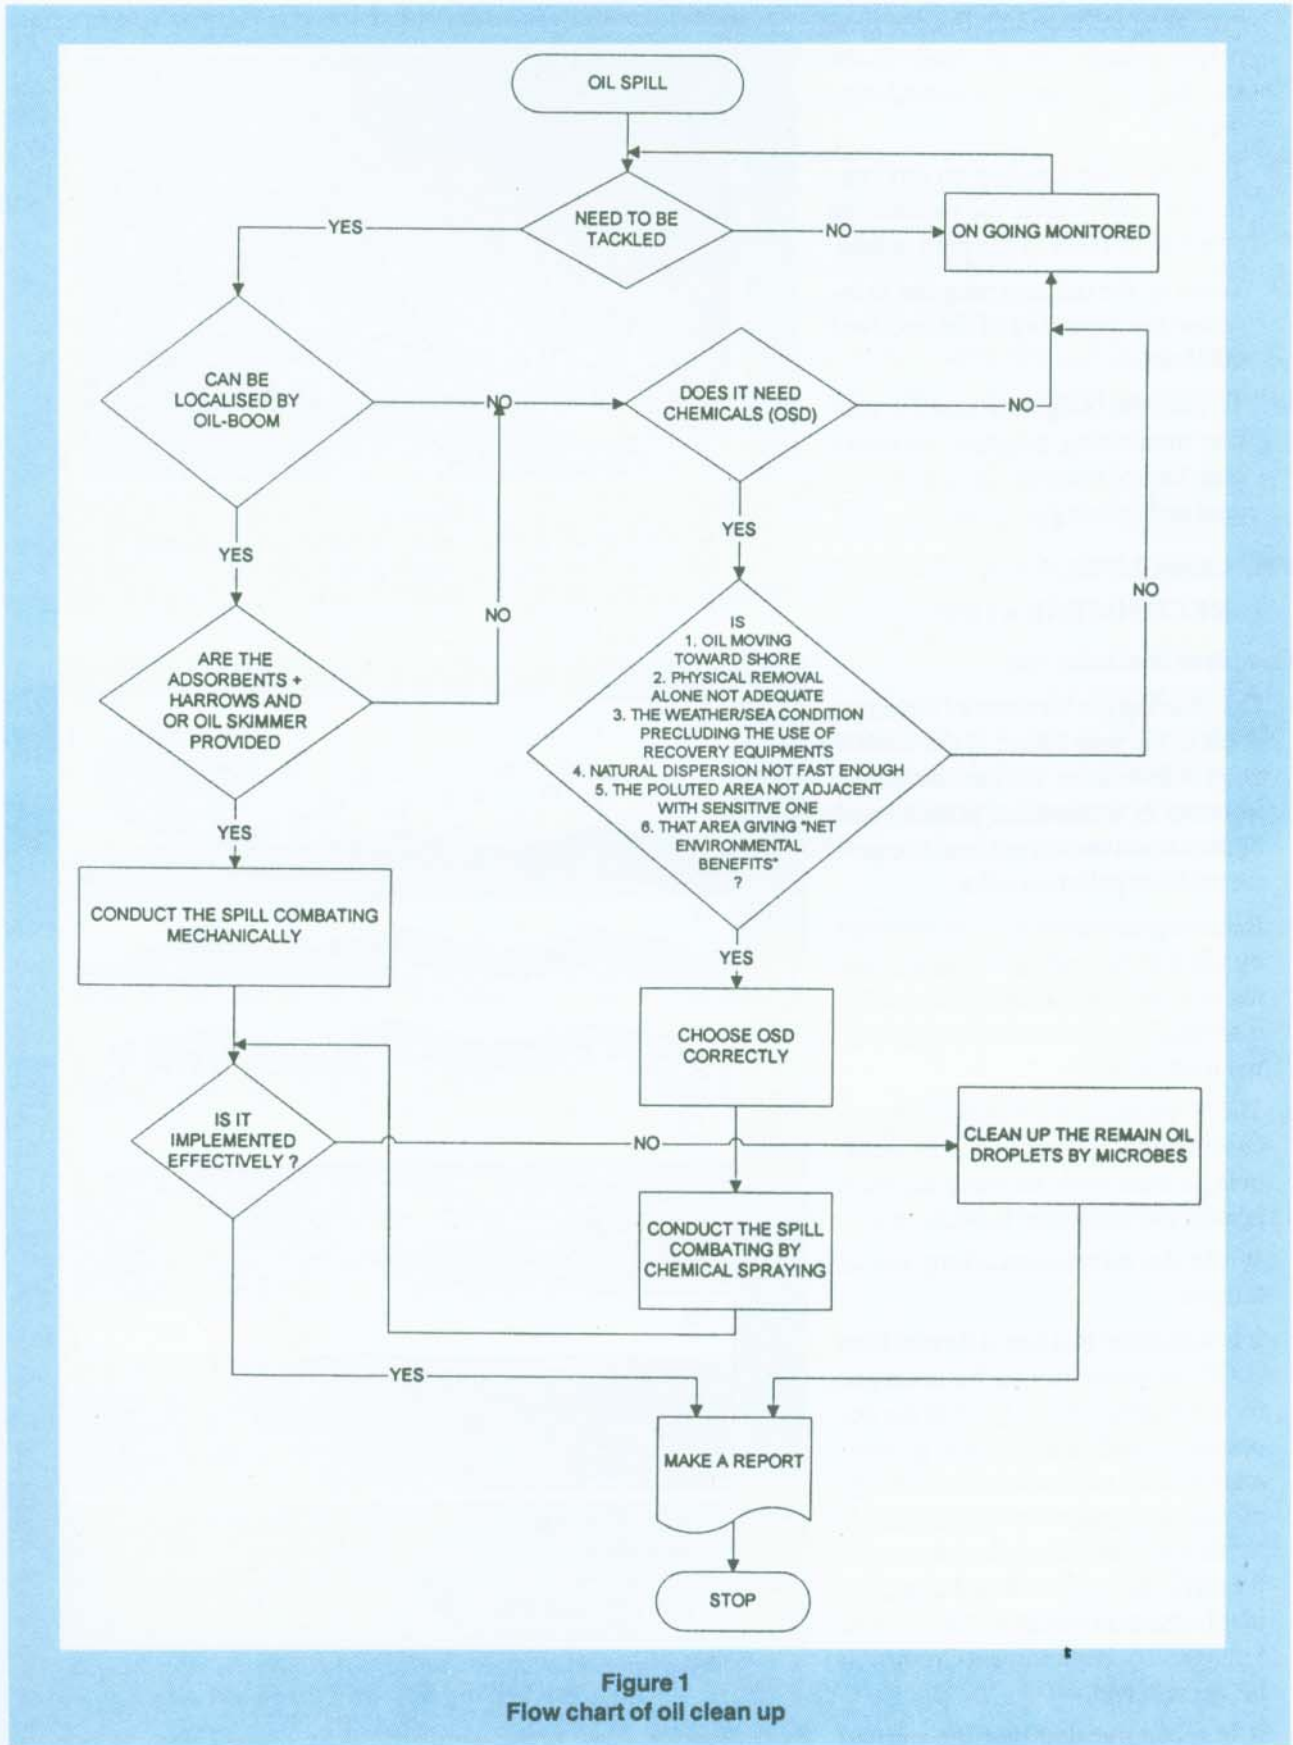 OIL SPILL
NEED TO BE
TACKLED
YES
NO
ON GOING MONITORED
CAN BE
LOCALISED BY
OIL-BOOM
NO
DOES IT NEED
CHEMICALS (OSD)
NO
YES
YES
NO
NO
ARE THE
ADSORBENTS +
HARROWS AND
OR OIL SKIMMER
PROVIDED
IS
1. OIL MOVING
TOWARD SHORE
2. PHYSICAL REMOVAL
ALONE NOT ADEQUATE
3. THE WEATHER/SEA CONDITION
PRECLUDING THE USE OF
RECOVERY EQUIPMENTS
4. NATURAL DISPERSION NOT FAST ENOUGH
5. THE POLUTED AREA NOT ADJACENT
WITH SENSITIVE ONE
6. THAT AREA GIVING "NET
ENVIRONMENTAL
BENEFITS"
?
YES
CONDUCT THE SPILL COMBATING
MECHANICALLY
YES
CHOOSE OSD
CORRECTLY
IS IT
IMPLEMENTED
EFFECTIVELY ?
NO
CLEAN UP THE REMAIN OIL
DROPLETS BY MICROBES
CONDUCT THE SPILL
COMBATING BY
CHEMICAL SPRAYING
YES
MAKE A REPORT
STOP
Figure 1
Flow chart of oil clean up